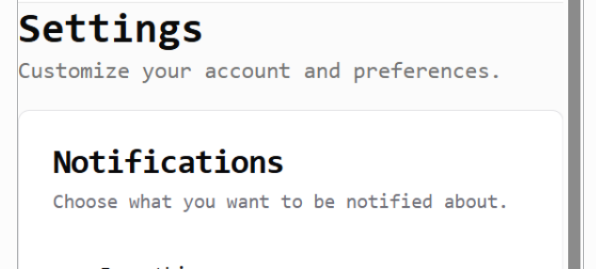 Settings
Customize your account and preferences.
Notifications
Choose what you want to be notified about.